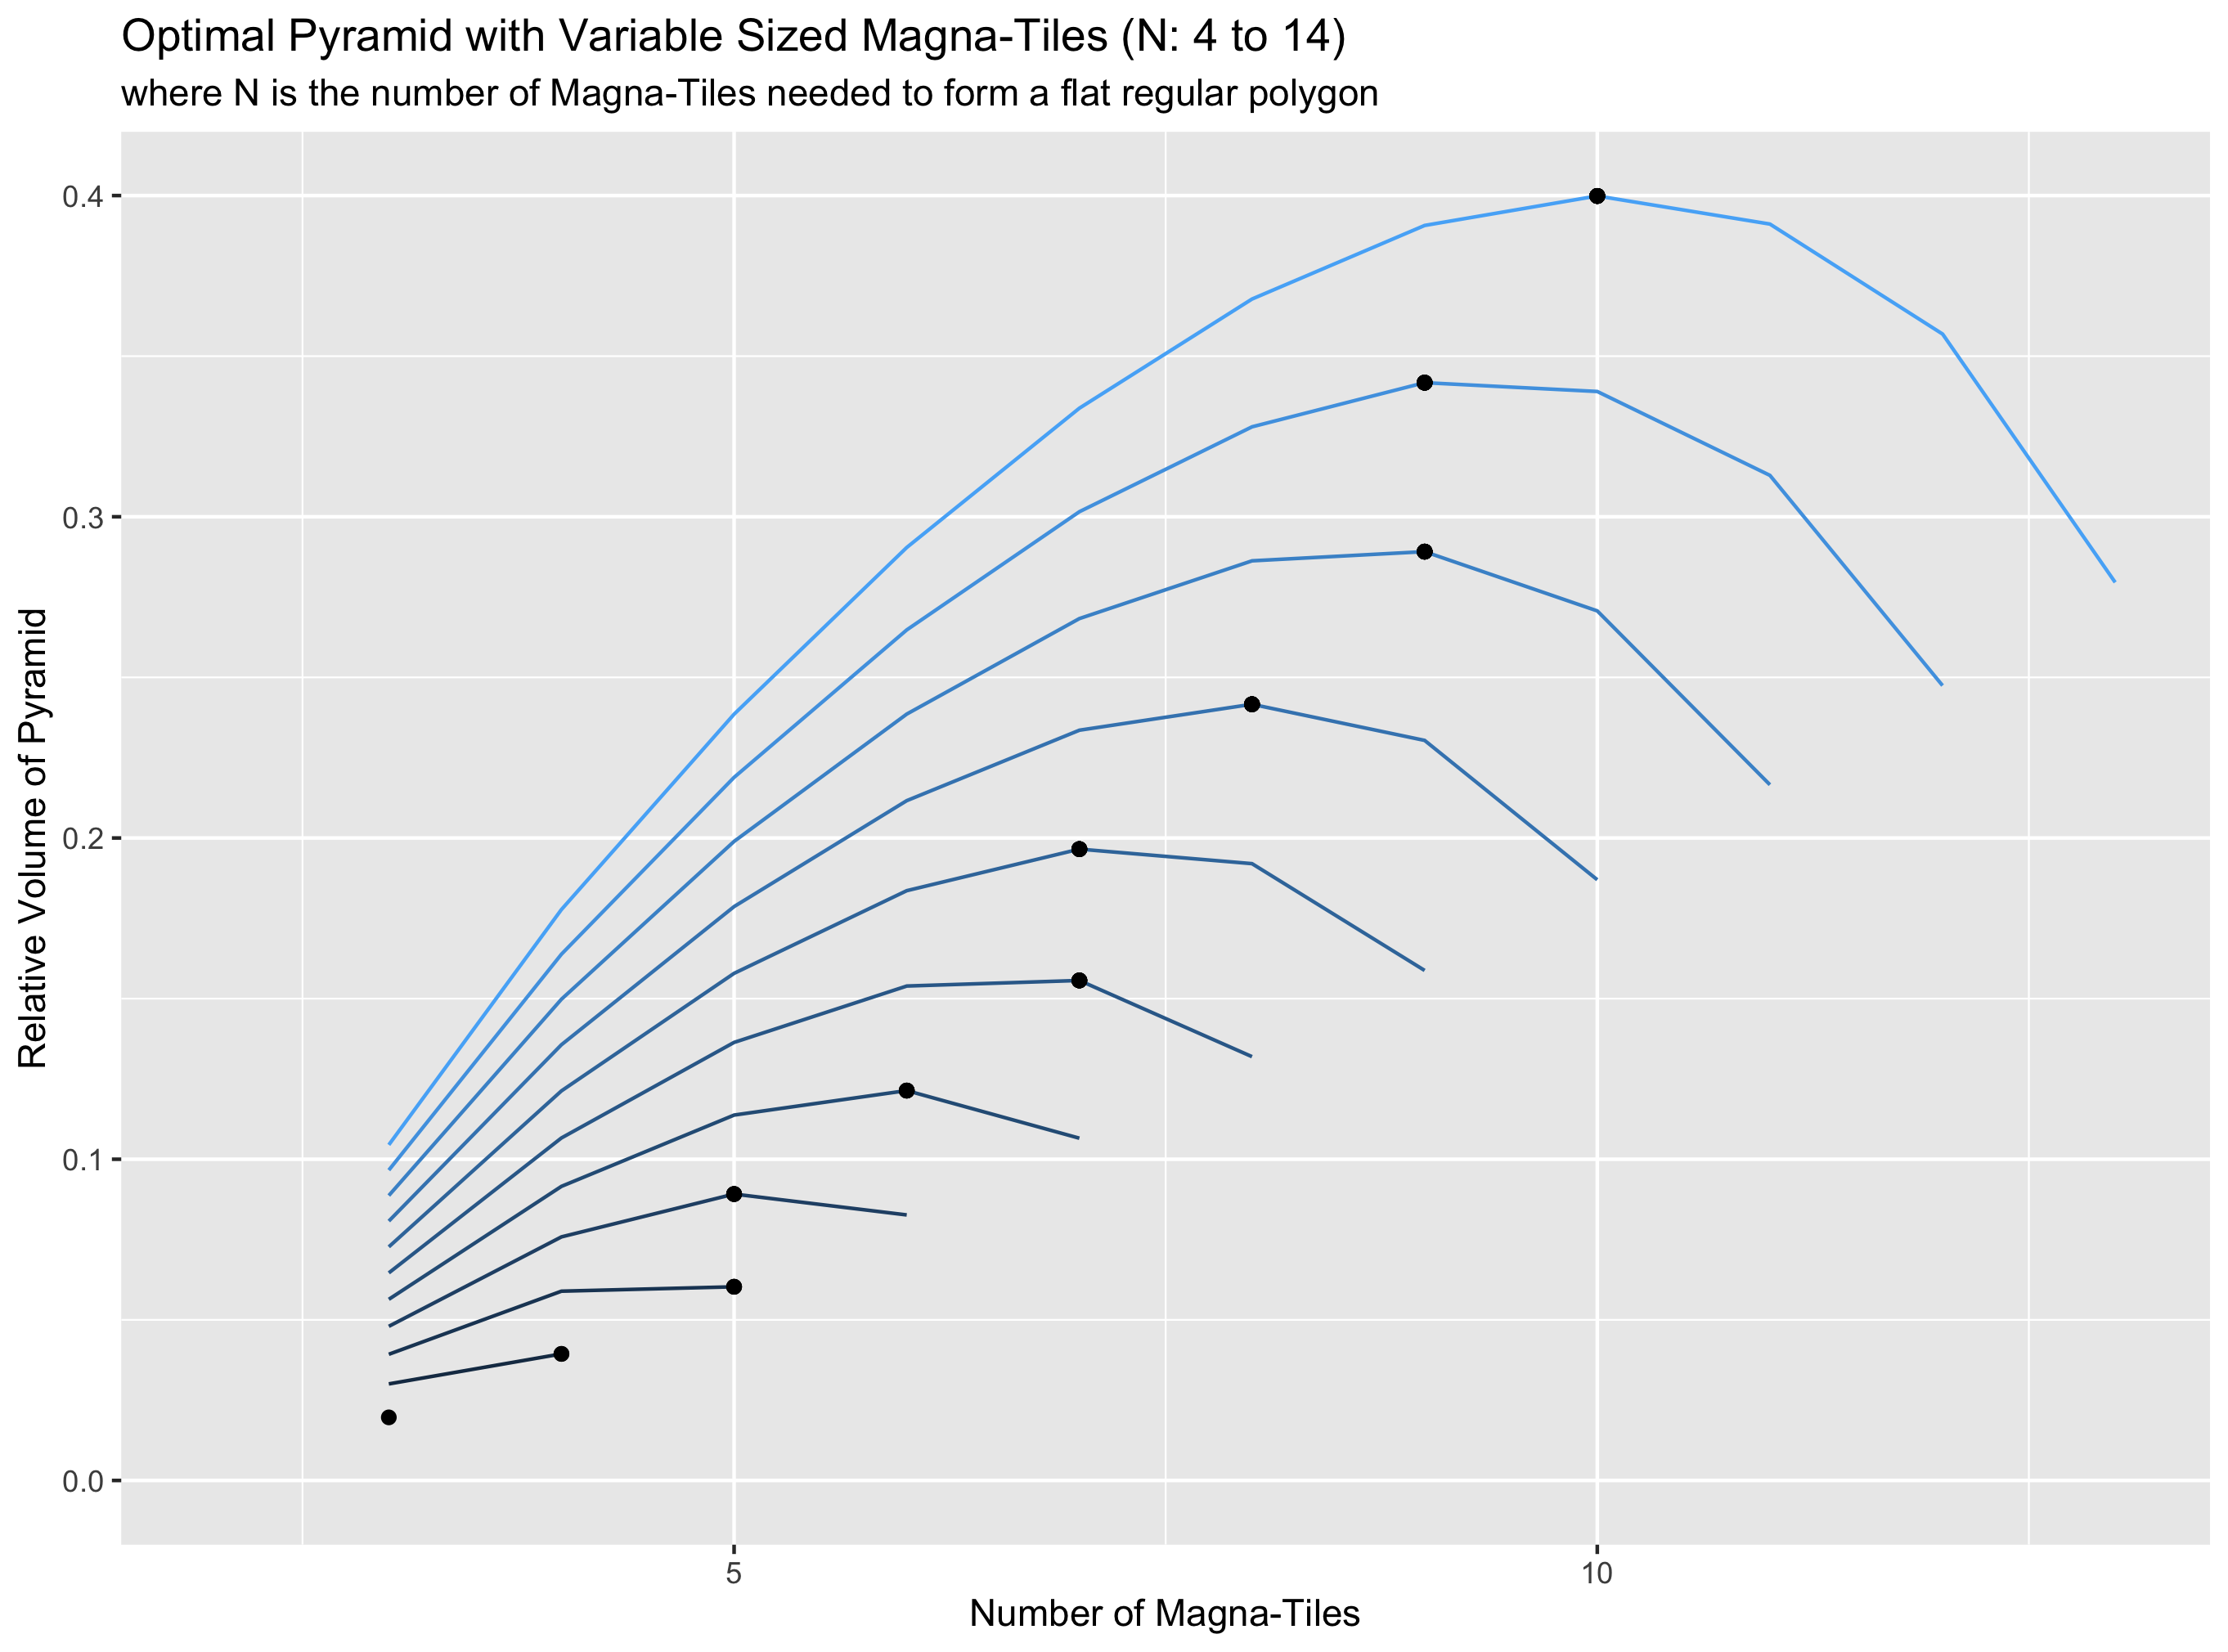 Optimal Pyramid with Variable Sized Magna-Tiles (N: 4 to 14)
where N is the number of Magna-Tiles needed to form a flat regular polygon
Relative Volume of Pyramid
0.4
0.3
0.2
0.1
0.0
5
10
Number of Magna-Tiles